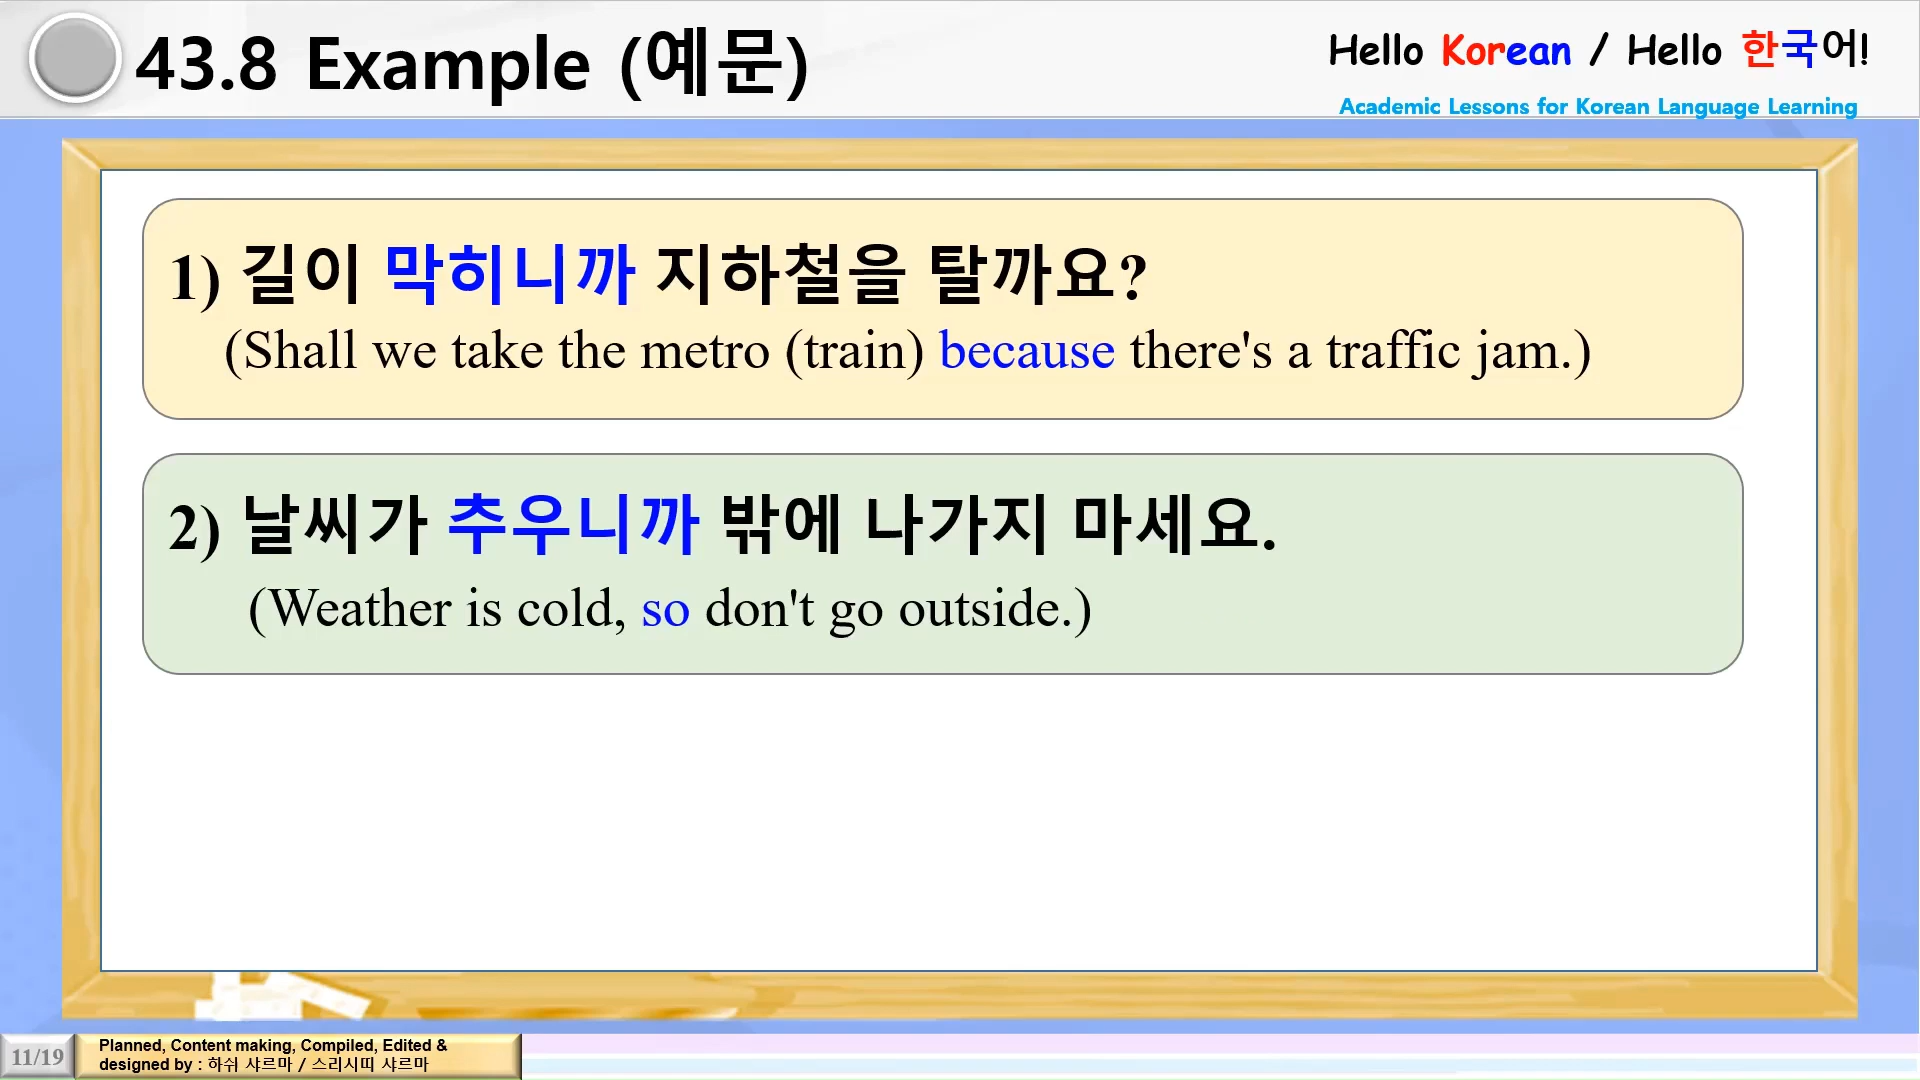 43.8 Example (예문)
Hello Korean / Hello 한국어!
Academic Lessons for Korean Language Learning
1) 길이 막히니까 지하철을 탈까요?
(Shall we take the metro (train) because there's a traffic jam.)
2) 날씨가 추우니까 밖에 나가지 마세요.
(Weather is cold, so don't go outside.)
11/19
Planned, Content making, Compiled, Edited &
designed by : 하쉬 샤르마 / 스리시띠 샤르마